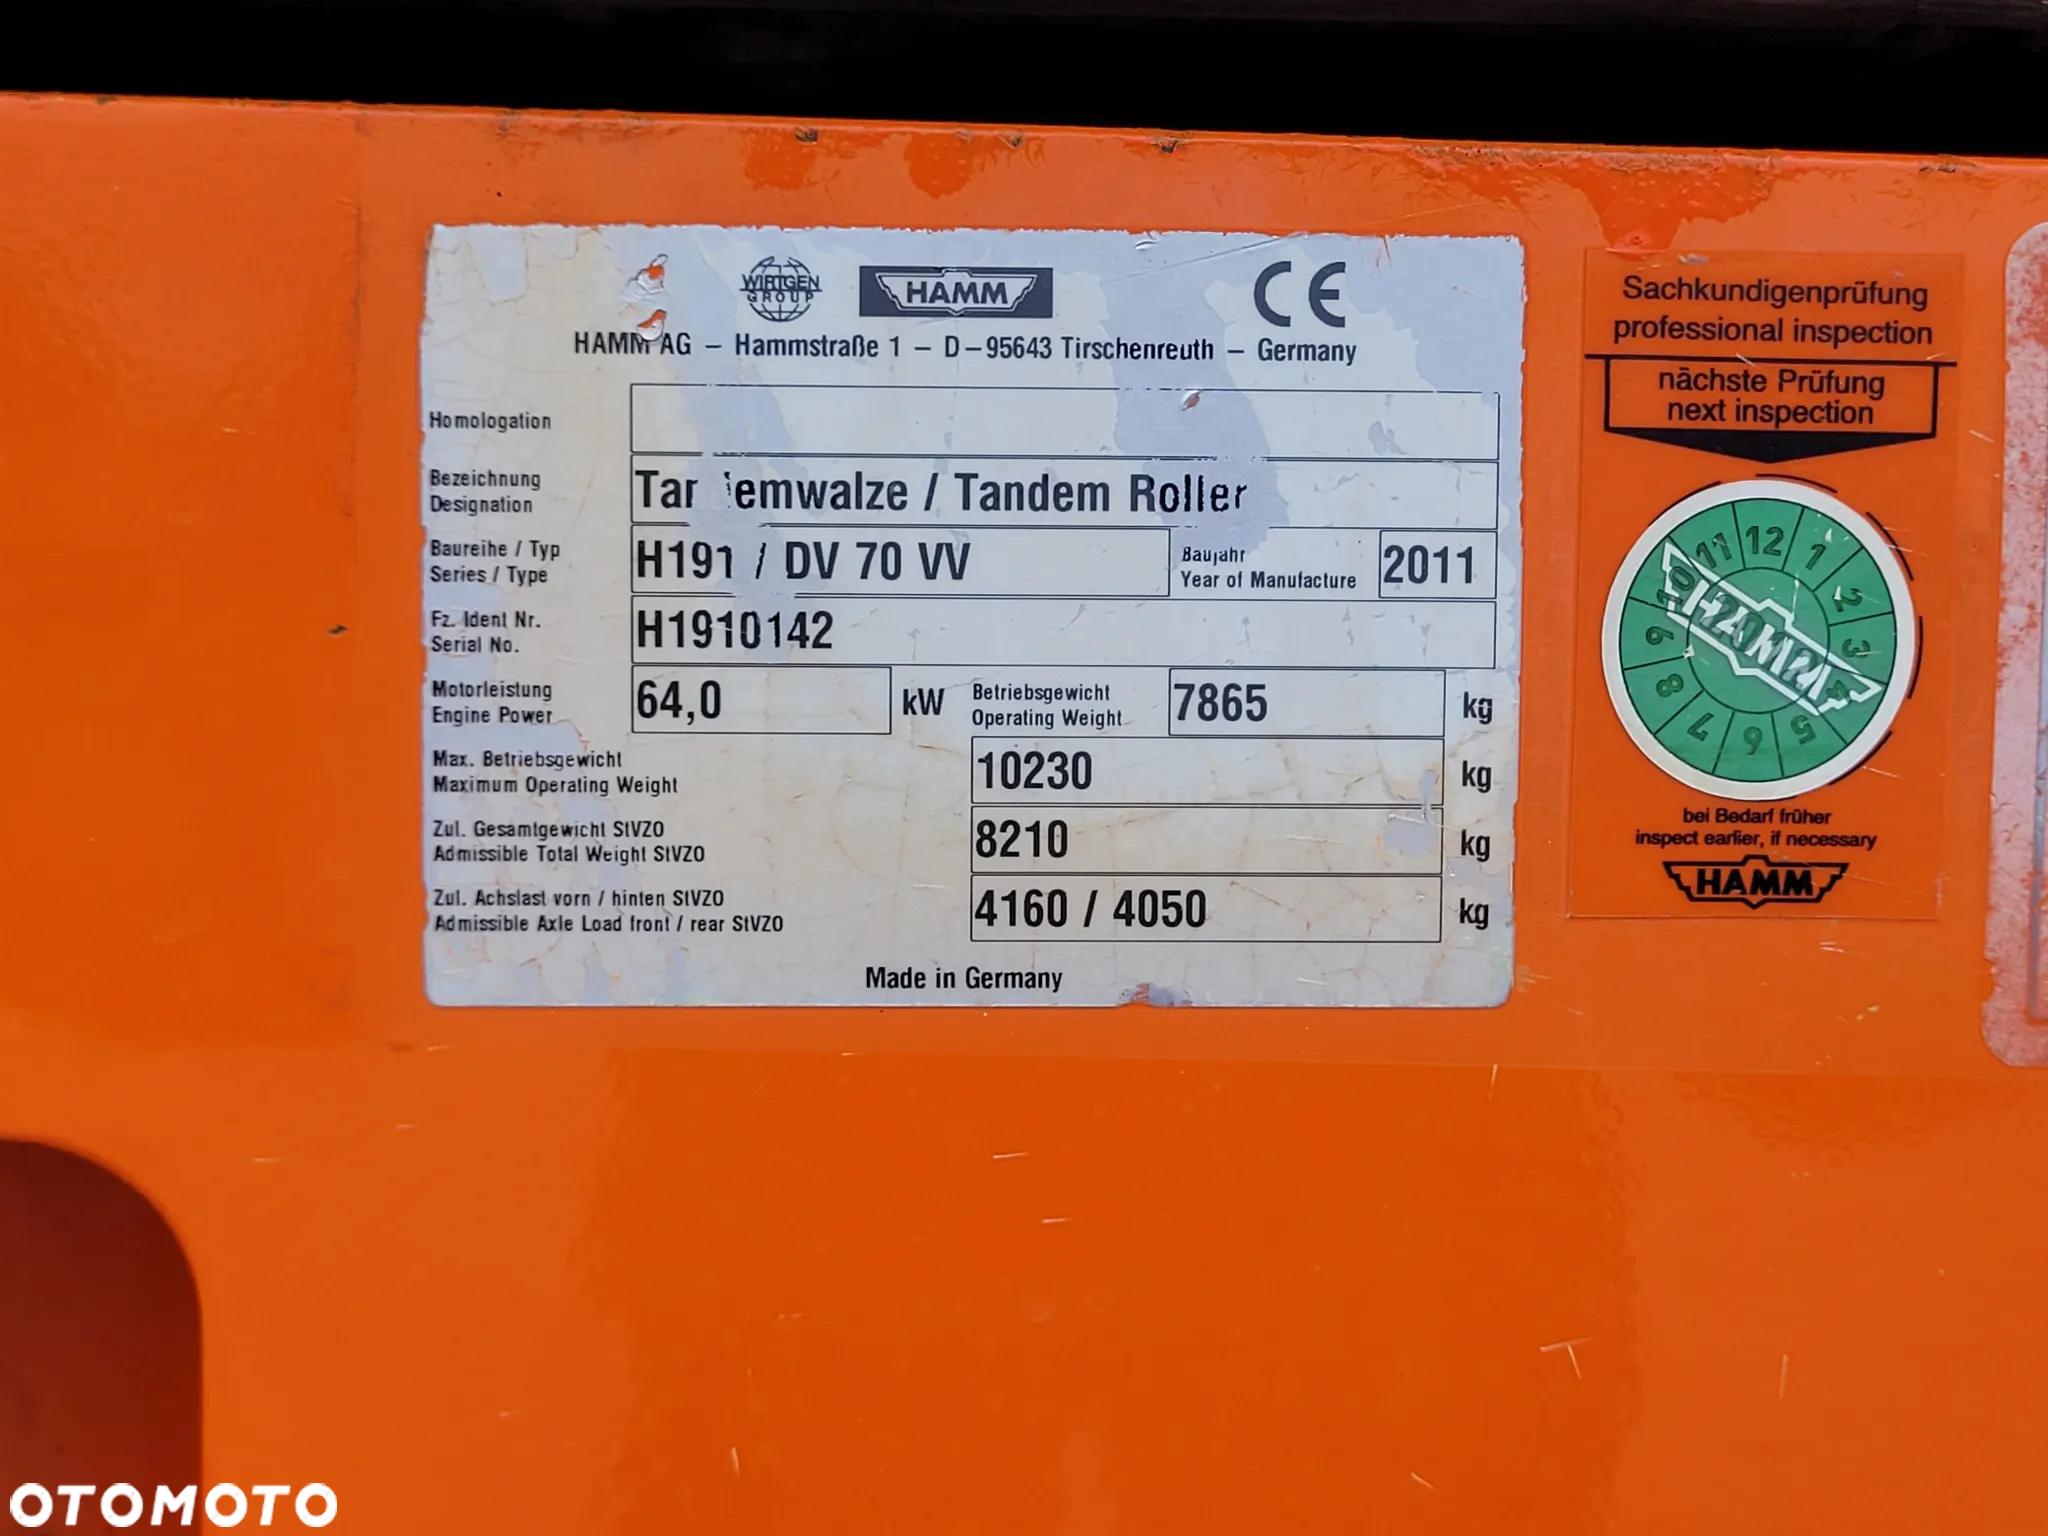 WIRTGEN
GROUP
HAMM
CE
HAMM AG – Hammstraße 1 – D–95643 Tirschenreuth – Germany
Homologation
Bezeichnung
Designation
Tandemwalze / Tandem Roller
Baureihe / Typ
Series / Type
H191 / DV 70 VV
Baujahr
Year of Manufacture
2011
Fz. Ident Nr.
Serial No.
H1910142
Motorleistung
Engine Power
64,0
kW
Betriebsgewicht
Operating Weight
7865
kg
Max. Betriebsgewicht
Maximum Operating Weight
10230
kg
Zul. Gesamtgewicht StVZO
Admissible Total Weight StVZO
8210
kg
Zul. Achslast vorn / hinten StVZO
Admissible Axle Load front / rear StVZO
4160 / 4050
kg
Made in Germany
Sachkundigenprüfung
professional inspection
nächste Prüfung
next inspection
12
1
2
3
4
5
6
7
8
9
10
11
HAMM
bei Bedarf früher
inspect earlier, if necessary
HAMM
OTOMOTO